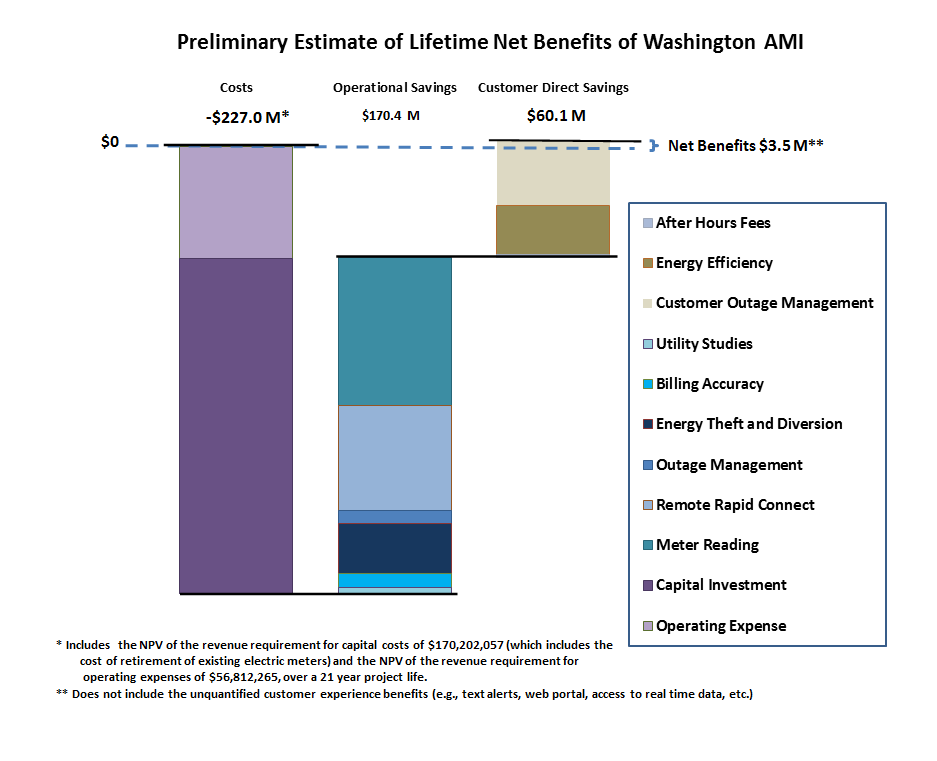 Preliminary Estimate of Lifetime Net Benefits of Washington AMI
Costs
Operational Savings
Customer Direct Savings
-$227.0 M*
$170.4 M
$60.1 M
$0
Net Benefits $3.5 M**
After Hours Fees
Energy Efficiency
Customer Outage Management
Utility Studies
Billing Accuracy
Energy Theft and Diversion
Outage Management
Remote Rapid Connect
Meter Reading
Capital Investment
Operating Expense
* Includes the NPV of the revenue requirement for capital costs of $170,202,057 (which includes the
cost of retirement of existing electric meters) and the NPV of the revenue requirement for
operating expenses of $56,812,265, over a 21 year project life.
** Does not include the unquantified customer experience benefits (e.g., text alerts, web portal, access to real time data, etc.)